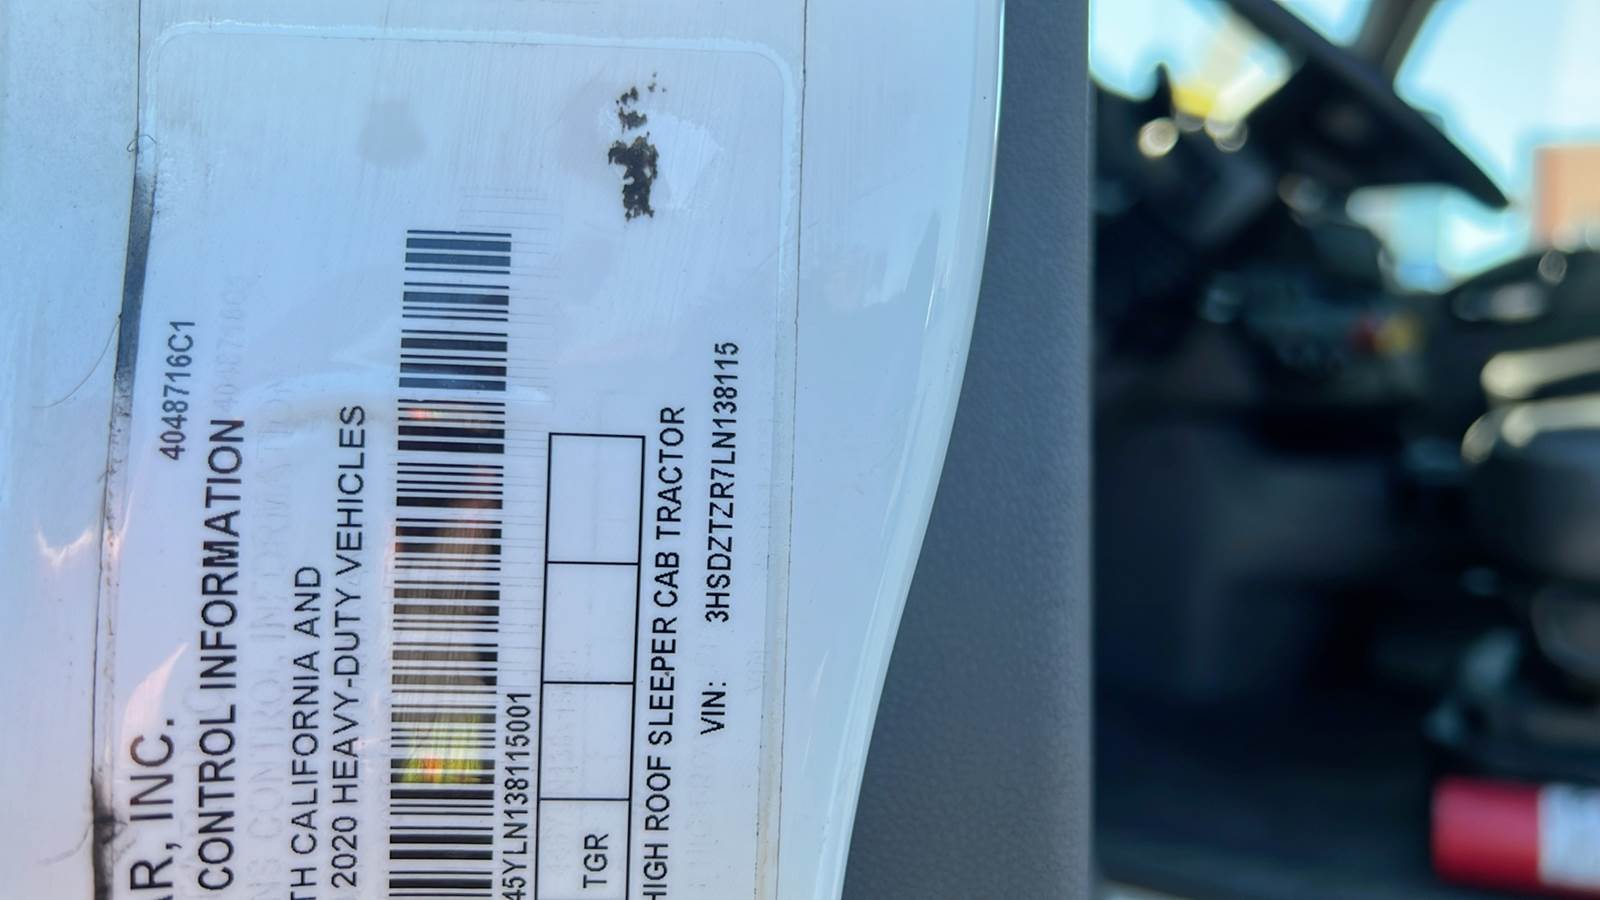 4048716C1
AR, INC.
CONTROL INFORMATION
TH CALIFORNIA AND
2020 HEAVY-DUTY VEHICLES
45YLN138115001
TGR
HIGH ROOF SLEEPER CAB TRACTOR
VIN: 3HSDZTZR7LN138115